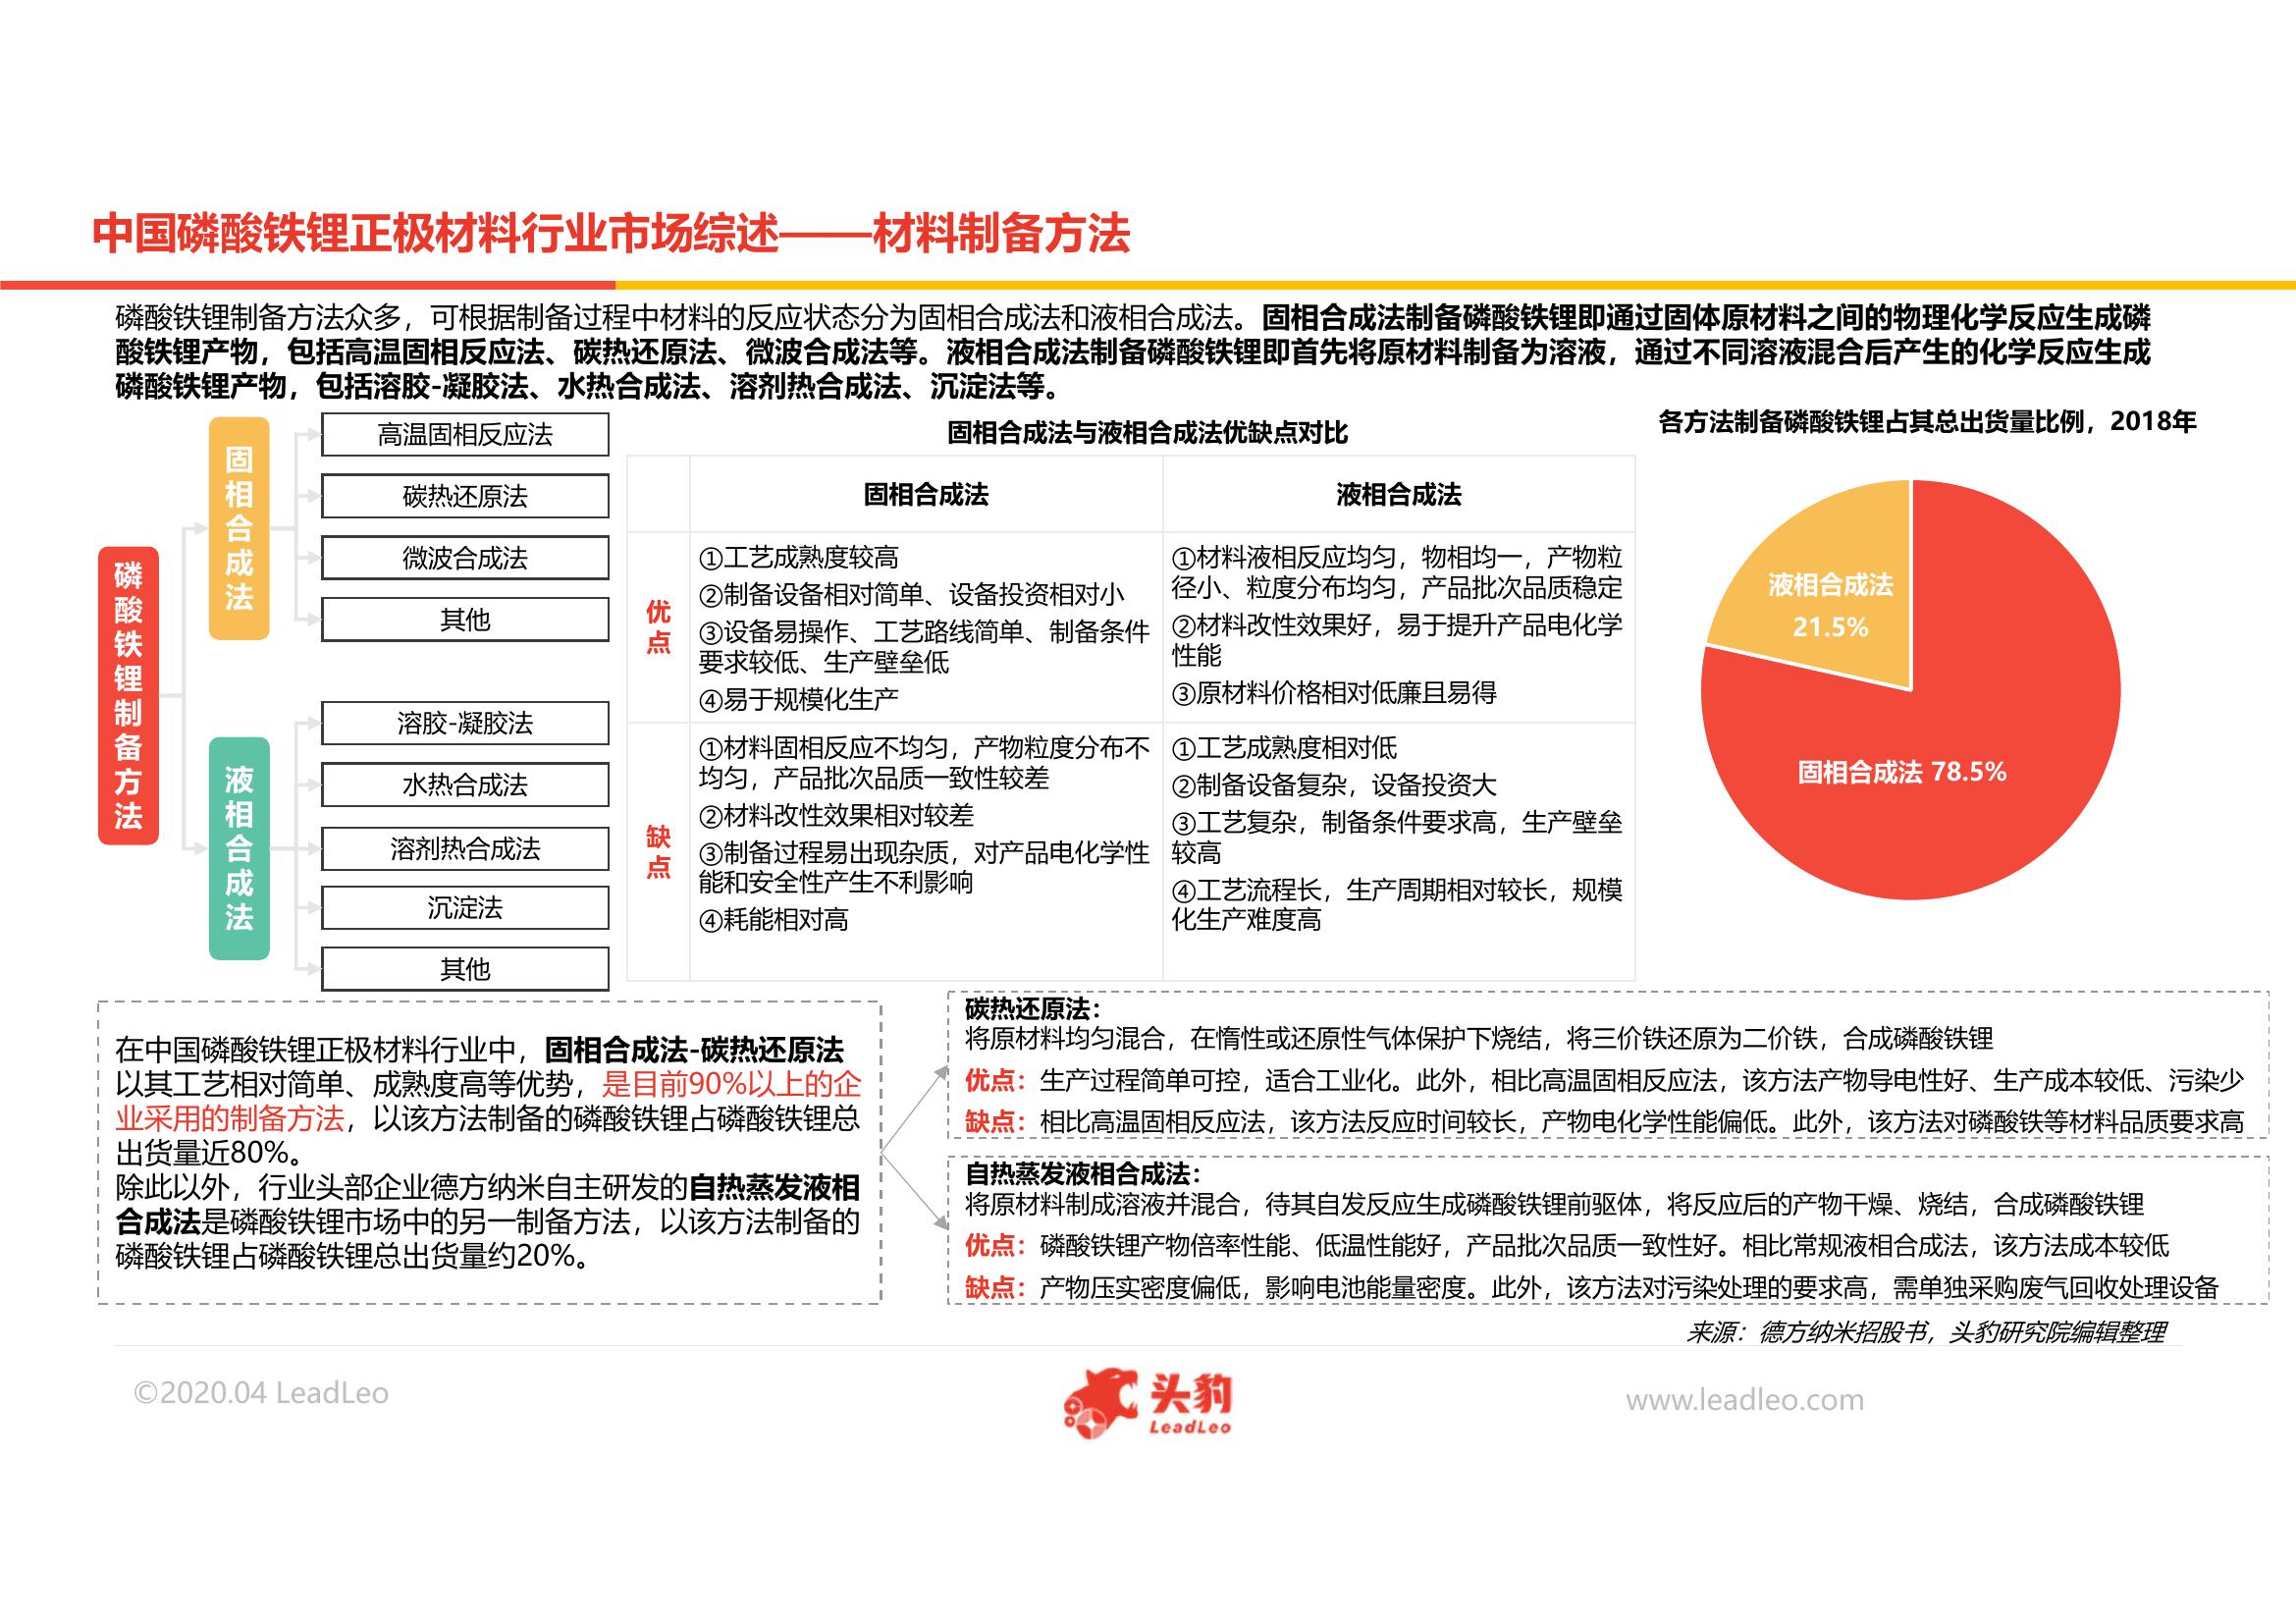 中国磷酸铁锂正极材料行业市场综述——材料制备方法
磷酸铁锂制备方法众多，可根据制备过程中材料的反应状态分为固相合成法和液相合成法。固相合成法制备磷酸铁锂即通过固体原材料之间的物理化学反应生成磷
酸铁锂产物，包括高温固相反应法、碳热还原法、微波合成法等。液相合成法制备磷酸铁锂即首先将原材料制备为溶液，通过不同溶液混合后产生的化学反应生成
磷酸铁锂产物，包括溶胶-凝胶法、水热合成法、溶剂热合成法、沉淀法等。
磷酸铁锂制备方法
固相合成法
高温固相反应法
碳热还原法
微波合成法
其他
液相合成法
溶胶-凝胶法
水热合成法
溶剂热合成法
沉淀法
其他
固相合成法与液相合成法优缺点对比
固相合成法
液相合成法
优点
①工艺成熟度较高
②制备设备相对简单、设备投资相对小
③设备易操作、工艺路线简单、制备条件
要求较低、生产壁垒低
④易于规模化生产
①材料液相反应均匀，物相均一，产物粒
径小、粒度分布均匀，产品批次品质稳定
②材料改性效果好，易于提升产品电化学
性能
③原材料价格相对低廉且易得
缺点
①材料固相反应不均匀，产物粒度分布不
均匀，产品批次品质一致性较差
②材料改性效果相对较差
③制备过程易出现杂质，对产品电化学性
能和安全性产生不利影响
④耗能相对高
①工艺成熟度相对低
②制备设备复杂，设备投资大
③工艺复杂，制备条件要求高，生产壁垒
较高
④工艺流程长，生产周期相对较长，规模
化生产难度高
各方法制备磷酸铁锂占其总出货量比例，2018年
液相合成法
21.5%
固相合成法 78.5%
在中国磷酸铁锂正极材料行业中，固相合成法-碳热还原法
以其工艺相对简单、成熟度高等优势，是目前90%以上的企
业采用的制备方法，以该方法制备的磷酸铁锂占磷酸铁锂总
出货量近80%。
除此以外，行业头部企业德方纳米自主研发的自热蒸发液相
合成法是磷酸铁锂市场中的另一制备方法，以该方法制备的
磷酸铁锂占磷酸铁锂总出货量约20%。
碳热还原法：
将原材料均匀混合，在惰性或还原性气体保护下烧结，将三价铁还原为二价铁，合成磷酸铁锂
优点：生产过程简单可控，适合工业化。此外，相比高温固相反应法，该方法产物导电性好、生产成本较低、污染少
缺点：相比高温固相反应法，该方法反应时间较长，产物电化学性能偏低。此外，该方法对磷酸铁等材料品质要求高
自热蒸发液相合成法：
将原材料制成溶液并混合，待其自发反应生成磷酸铁锂前驱体，将反应后的产物干燥、烧结，合成磷酸铁锂
优点：磷酸铁锂产物倍率性能、低温性能好，产品批次品质一致性好。相比常规液相合成法，该方法成本较低
缺点：产物压实密度偏低，影响电池能量密度。此外，该方法对污染处理的要求高，需单独采购废气回收处理设备
来源：德方纳米招股书，头豹研究院编辑整理
©2020.04 LeadLeo
头豹
LeadLeo
www.leadleo.com